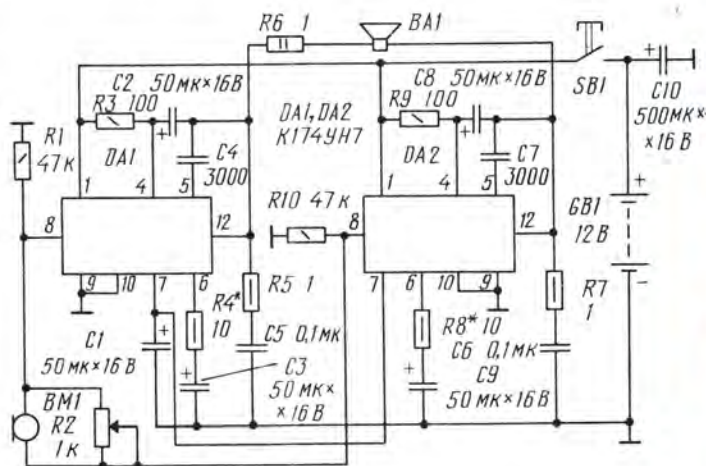 R6 1
BA1
C2 50мк×16В
R3 100
C8 50мк×16В
R9 100
SB1
C10
500мк×
×16В
DA1, DA2
К174УН7
R1
47к
DA1
C4
3000
DA2
C7
3000
1
4
5
1
4
5
R10 47к
GB1
12В
8
12
8
12
9
10
7
6
7
6
10
9
R4*
10
R5 1
R8* 10
R7
1
C1
50мк×16В
C5 0,1мк
C3
50мк×
×16В
C6 0,1мк
C9
50мк×16В
BM1
R2
1к